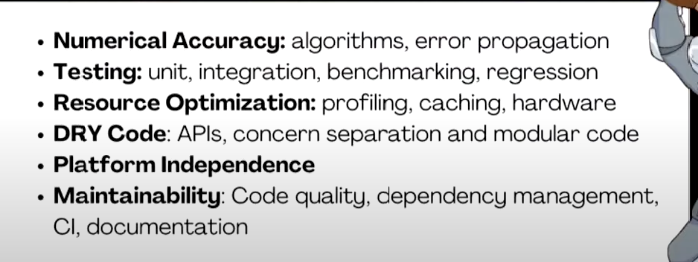 • Numerical Accuracy: algorithms, error propagation
• Testing: unit, integration, benchmarking, regression
• Resource Optimization: profiling, caching, hardware
• DRY Code: APIs, concern separation and modular code
• Platform Independence
• Maintainability: Code quality, dependency management,
CI, documentation